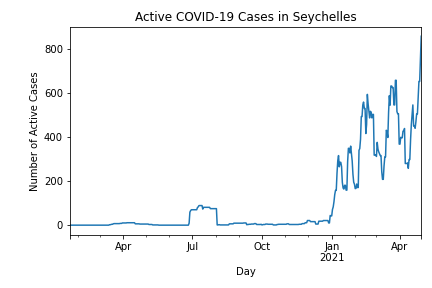 Active COVID-19 Cases in Seychelles
Number of Active Cases
800
600
400
200
0
Apr
Jul
Oct
Jan
2021
Apr
Day